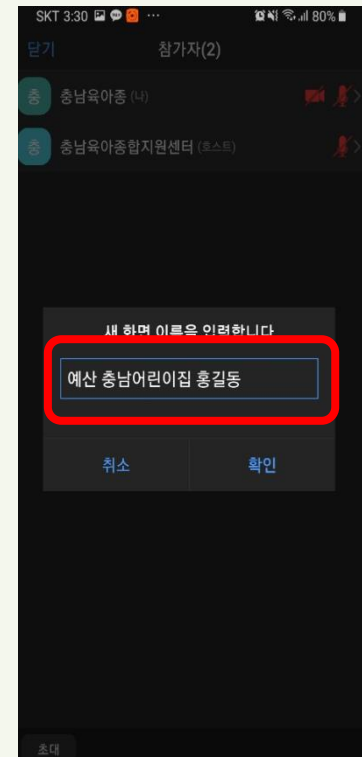 SKT 3:30 ··· 80%
닫기 참가자(2)
충 충남육아종 (나)
충 충남육아종합지원센터 (호스트)
새 화면 이름을 입력합니다
예산 충남어린이집 홍길동
취소 확인
초대